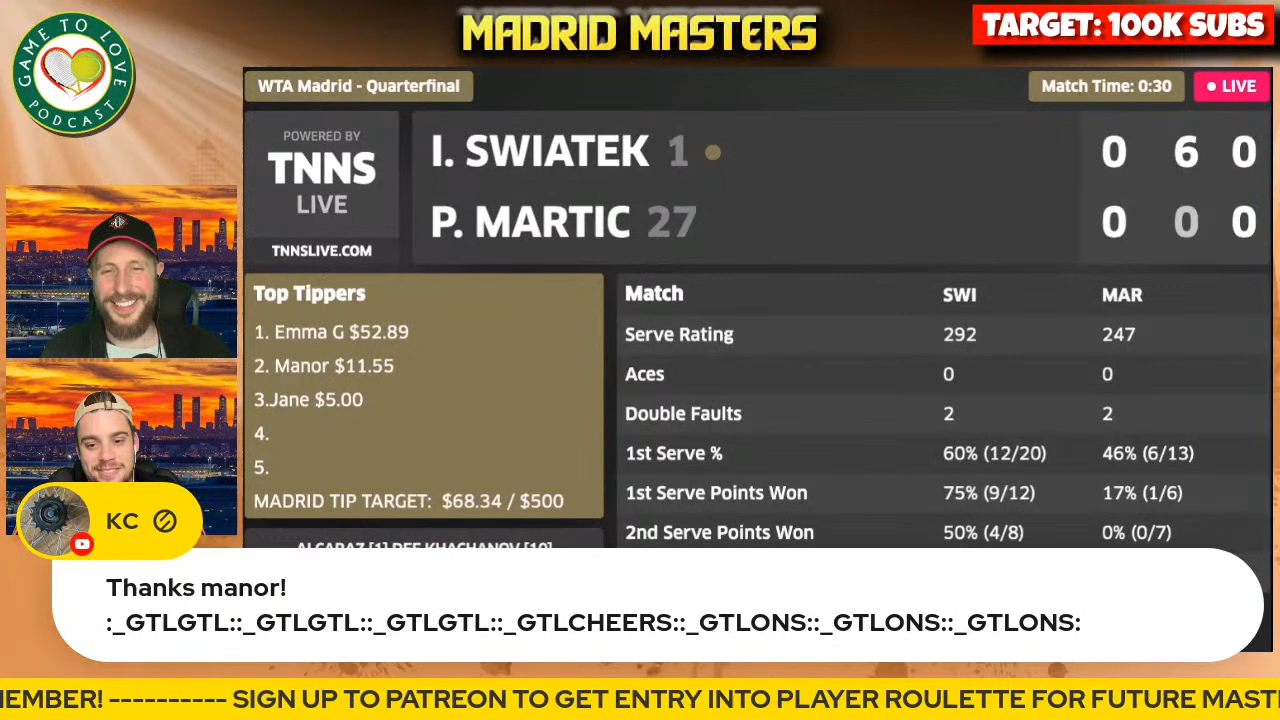 GAME TO LOVE
PODCAST
MADRID MASTERS
TARGET: 100K SUBS
WTA Madrid - Quarterfinal
Match Time: 0:30
LIVE
POWERED BY
TNNS
LIVE
TNNSLIVE.COM
I. SWIATEK 1 0 6 0
P. MARTIC 27 0 0 0
Top Tippers
1. Emma G $52.89
2. Manor $11.55
3.Jane $5.00
4.
5.
MADRID TIP TARGET: $68.34 / $500
ALCARAZ [1] DEF KHACHANOV [10]
Match SWI MAR
Serve Rating 292 247
Aces 0 0
Double Faults 2 2
1st Serve % 60% (12/20) 46% (6/13)
1st Serve Points Won 75% (9/12) 17% (1/6)
2nd Serve Points Won 50% (4/8) 0% (0/7)
KC
Thanks manor!
:_GTLGTL::_GTLGTL::_GTLGTL::_GTLCHEERS::_GTLONS::_GTLONS::_GTLONS:
EMBER! ---------- SIGN UP TO PATREON TO GET ENTRY INTO PLAYER ROULETTE FOR FUTURE MAST